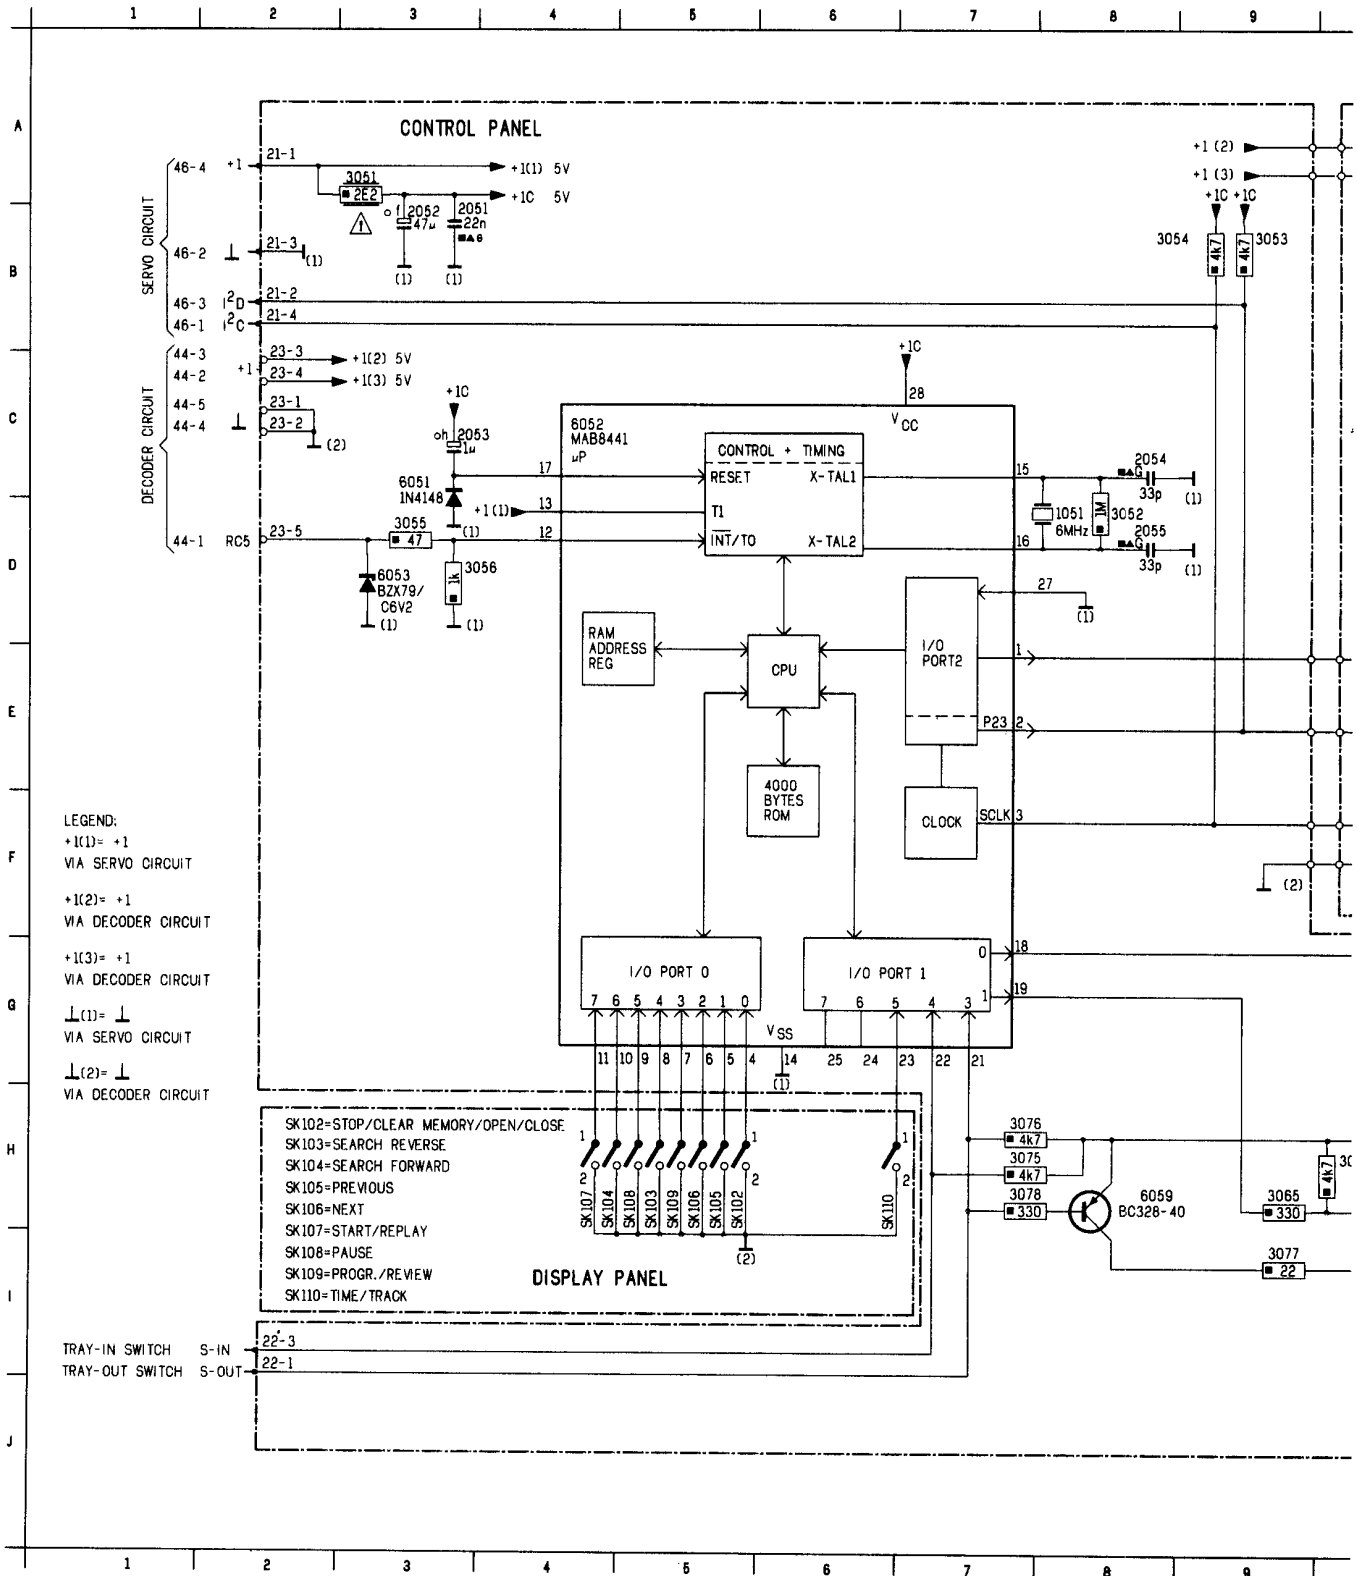 1 2 3 4 5 6 7 8 9
A
CONTROL PANEL
46-4 +1 21-1
+1(1) 5V
3051
2E2
+1C 5V
f 2052
47µ
2051
22n
e
+1(2)
+1(3)
+1C +1C
3054 4k7
4k7 3053
SERVO CIRCUIT
46-2 ⊥ 21-3
(1)
(1) (1)
B
46-3 I²D 21-2
46-1 I²C 21-4
44-3 23-3
+1(2) 5V
+1
44-2 23-4
+1(3) 5V
44-5 23-1
44-4 ⊥ 23-2
(2)
DECODER CIRCUIT
C
+1C
oh 2053
1µ
+1C
28
VCC
6052
MAB8441
µP
CONTROL + TIMING
17 RESET X-TAL1 15
6051
1N4148
(1)
+1(1) 13 T1
3055
47
44-1 RC5 23-5
12 INT/TO X-TAL2 16
G 2054
33p
(1)
1051
6MHz
1M 3052
G 2055
33p
(1)
D
6053
BZX79/
C6V2
(1)
3056
1k
(1)
27
(1)
RAM
ADDRESS
REG
CPU
I/O
PORT2
1
E
P23 2
4000
BYTES
ROM
CLOCK
SCLK 3
F
(2)
LEGEND:
+1(1)= +1
VIA SERVO CIRCUIT
+1(2)= +1
VIA DECODER CIRCUIT
+1(3)= +1
VIA DECODER CIRCUIT
⊥(1)= ⊥
VIA SERVO CIRCUIT
⊥(2)= ⊥
VIA DECODER CIRCUIT
G
I/O PORT 0
7 6 5 4 3 2 1 0
I/O PORT 1
0 18
1 19
7 6 5 4 3
VSS
11 10 9 8 7 6 5 4 14 25 24 23 22 21
(1)
H
SK102=STOP/CLEAR MEMORY/OPEN/CLOSE
SK103=SEARCH REVERSE
SK104=SEARCH FORWARD
SK105=PREVIOUS
SK106=NEXT
SK107=START/REPLAY
SK108=PAUSE
SK109=PROGR./REVIEW
SK110=TIME/TRACK
1 1 1
2 2 2
SK107 SK104 SK108 SK103 SK109 SK106 SK105 SK102 SK110
(2)
DISPLAY PANEL
3076
4k7
3075
4k7
3078
330
6059
BC328-40
3065
330
4k7
3077
22
I
TRAY-IN SWITCH S-IN 22-3
TRAY-OUT SWITCH S-OUT 22-1
J
1 2 3 4 5 6 7 8 9